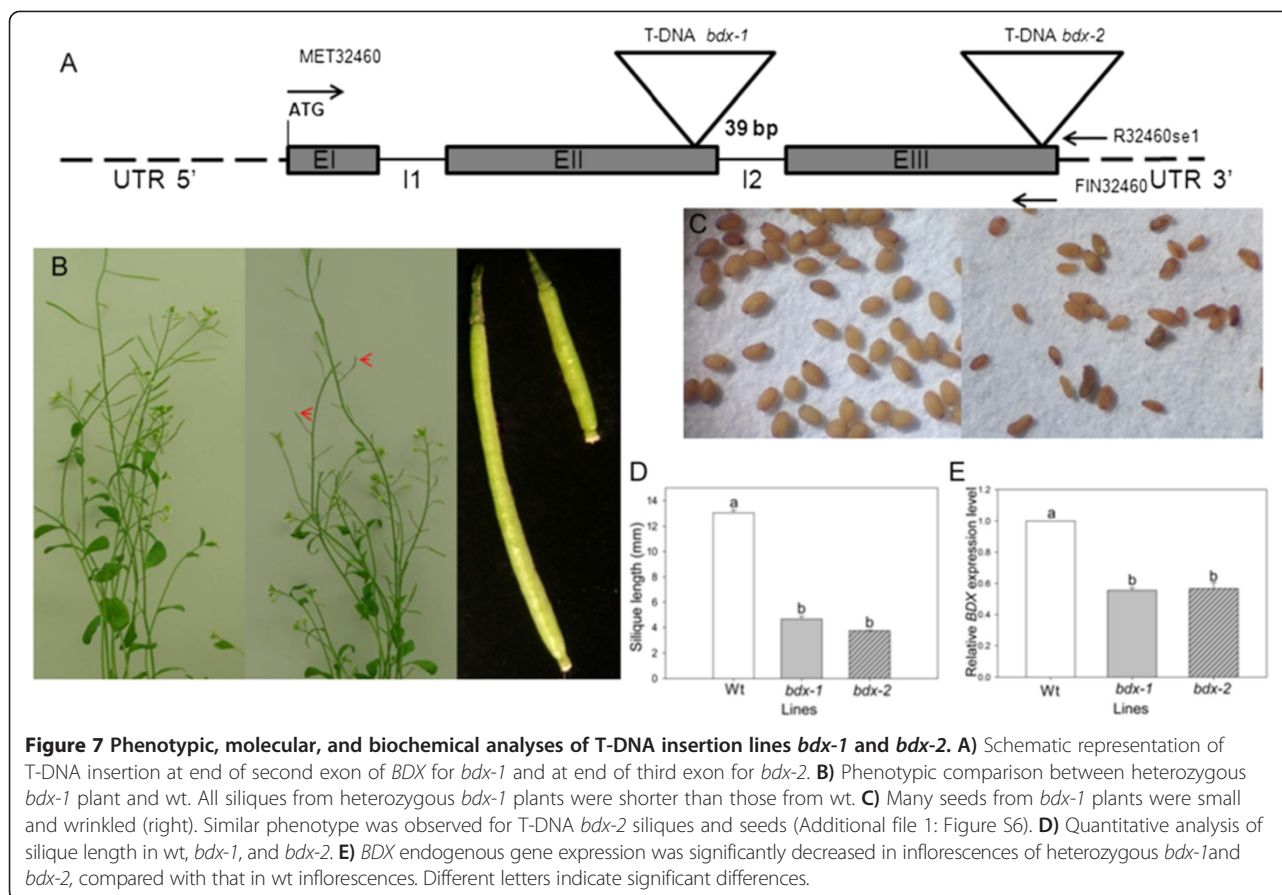 A
MET32460
ATG
T-DNA bdx-1
T-DNA bdx-2
39 bp
R32460se1
EI
EII
EIII
UTR 5’
I1
I2
FIN32460
UTR 3’
B
C
D
Silique length (mm)
14
12
10
8
6
4
2
0
a
b
b
Wt
bdx-1
bdx-2
Lines
E
Relative BDX expression level
1.2
1.0
0.8
0.6
0.4
0.2
0.0
a
b
b
Wt
bdx-1
bdx-2
Lines
Figure 7 Phenotypic, molecular, and biochemical analyses of T-DNA insertion lines bdx-1 and bdx-2. A) Schematic representation of
T-DNA insertion at end of second exon of BDX for bdx-1 and at end of third exon for bdx-2. B) Phenotypic comparison between heterozygous
bdx-1 plant and wt. All siliques from heterozygous bdx-1 plants were shorter than those from wt. C) Many seeds from bdx-1 plants were small
and wrinkled (right). Similar phenotype was observed for T-DNA bdx-2 siliques and seeds (Additional file 1: Figure S6). D) Quantitative analysis of
silique length in wt, bdx-1, and bdx-2. E) BDX endogenous gene expression was significantly decreased in inflorescences of heterozygous bdx-1and
bdx-2, compared with that in wt inflorescences. Different letters indicate significant differences.